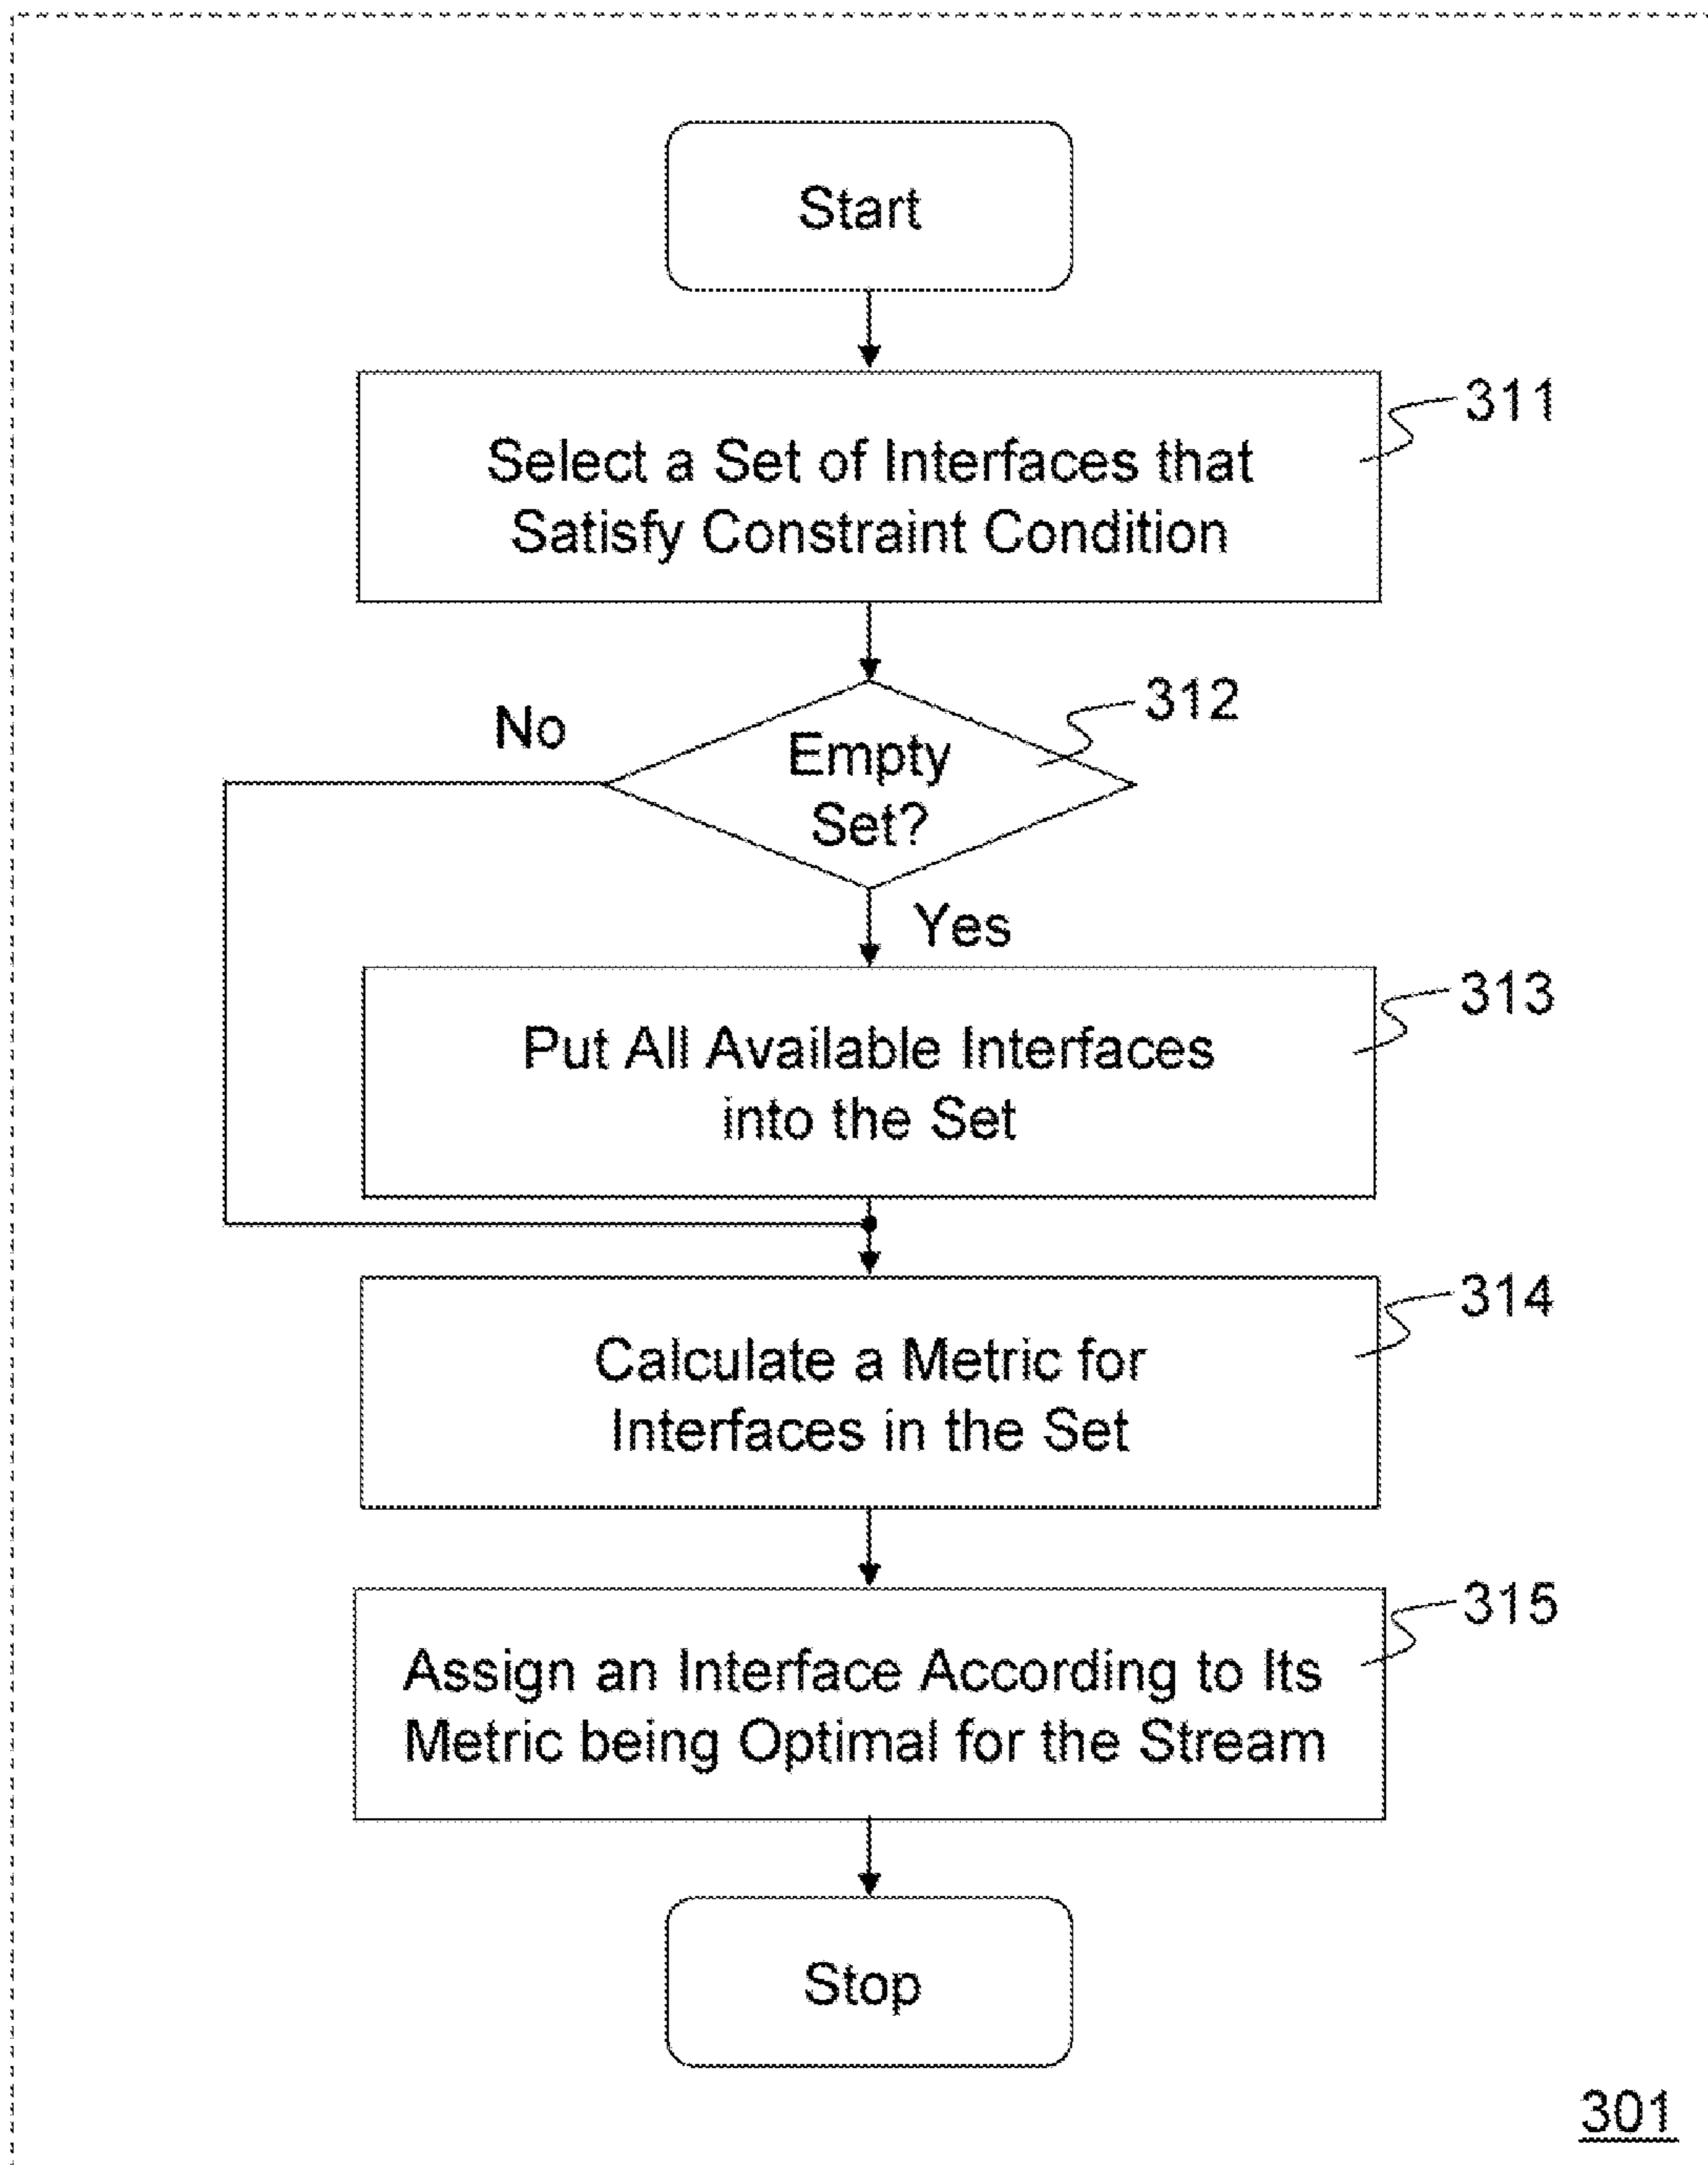 Start
311
Select a Set of Interfaces that
Satisfy Constraint Condition
312
No
Empty
Set?
Yes
313
Put All Available Interfaces
into the Set
314
Calculate a Metric for
Interfaces in the Set
315
Assign an Interface According to Its
Metric being Optimal for the Stream
Stop
301